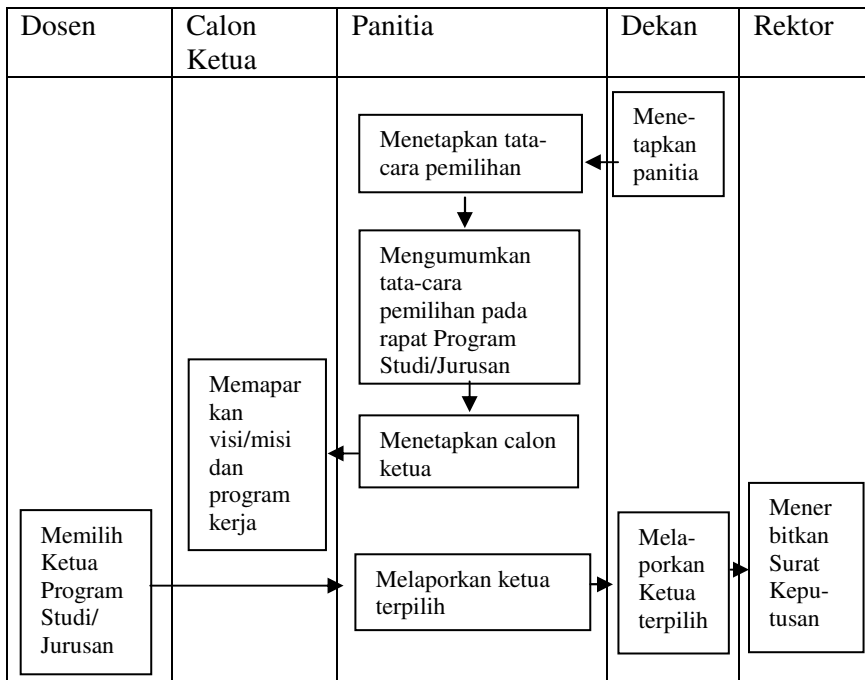 Dosen
Calon
Ketua
Panitia
Dekan
Rektor
Mene-
tapkan
panitia
Menetapkan tata-
cara pemilihan
Mengumumkan
tata-cara
pemilihan pada
rapat Program
Studi/Jurusan
Menetapkan calon
ketua
Memapar
kan
visi/misi
dan
program
kerja
Memilih
Ketua
Program
Studi/
Jurusan
Melaporkan ketua
terpilih
Mela-
porkan
Ketua
terpilih
Mener
bitkan
Surat
Kepu-
tusan